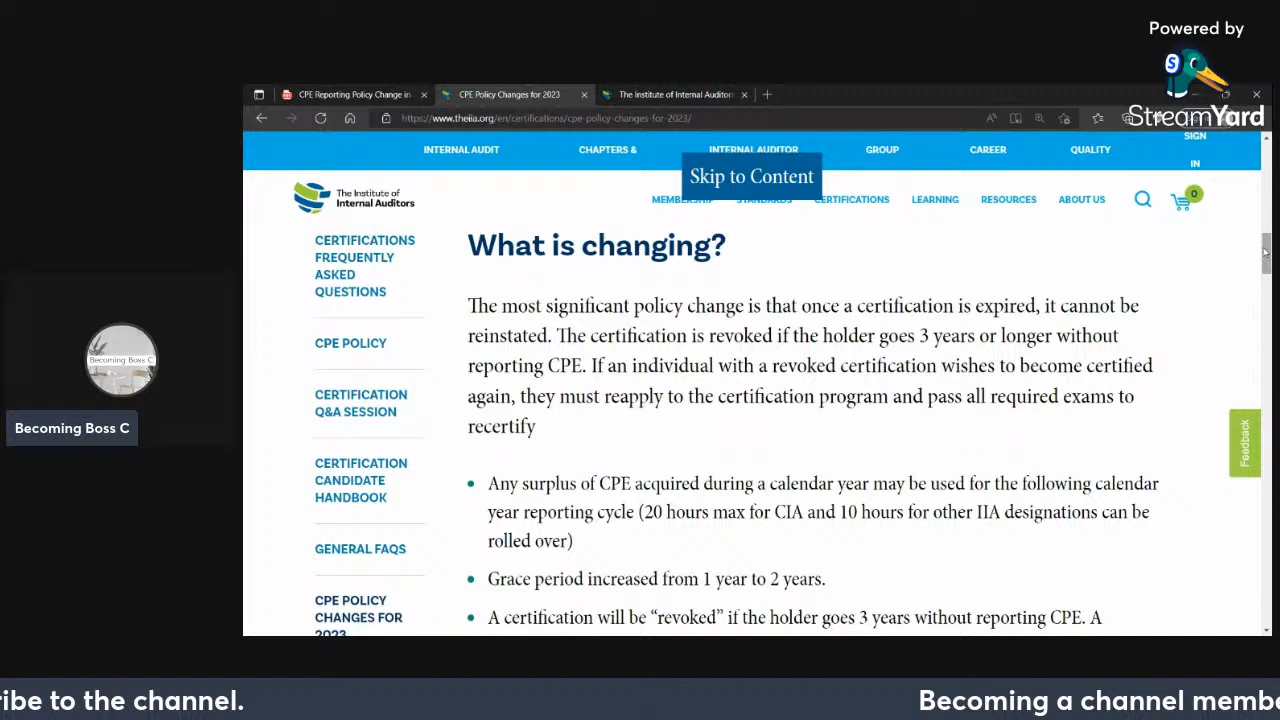 Powered by
S
StreamYard
CPE Reporting Policy Change in
CPE Policy Changes for 2023
The Institute of Internal Auditors
https://www.theiia.org/en/certifications/cpe-policy-changes-for-2023/
INTERNAL AUDIT
CHAPTERS &
INTERNAL AUDITOR
GROUP
CAREER
QUALITY
SIGN
IN
Skip to Content
The Institute of
Internal Auditors
MEMBERSHIP
STANDARDS
CERTIFICATIONS
LEARNING
RESOURCES
ABOUT US
0
CERTIFICATIONS
FREQUENTLY
ASKED
QUESTIONS
CPE POLICY
CERTIFICATION
Q&A SESSION
CERTIFICATION
CANDIDATE
HANDBOOK
GENERAL FAQS
CPE POLICY
CHANGES FOR
2023
What is changing?
The most significant policy change is that once a certification is expired, it cannot be
reinstated. The certification is revoked if the holder goes 3 years or longer without
reporting CPE. If an individual with a revoked certification wishes to become certified
again, they must reapply to the certification program and pass all required exams to
recertify
• Any surplus of CPE acquired during a calendar year may be used for the following calendar
year reporting cycle (20 hours max for CIA and 10 hours for other IIA designations can be
rolled over)
• Grace period increased from 1 year to 2 years.
• A certification will be “revoked” if the holder goes 3 years without reporting CPE. A
Feedback
Becoming Boss C
Becoming Boss C
ribe to the channel.
Becoming a channel membe